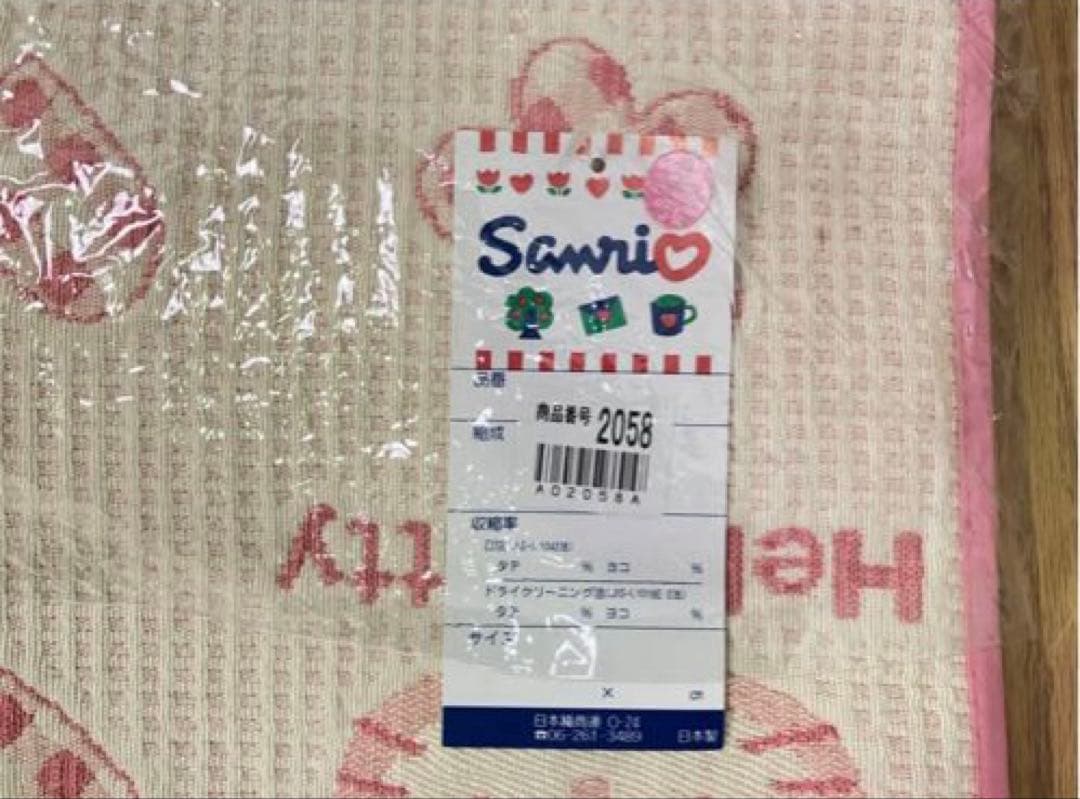 Sanrio
品番
商品番号 2058
組成
A02058A
収縮率
タテ % ヨコ %
ドライクリーニング法
タテ % ヨコ %
サイズ
×
日本製
Hello Kitty